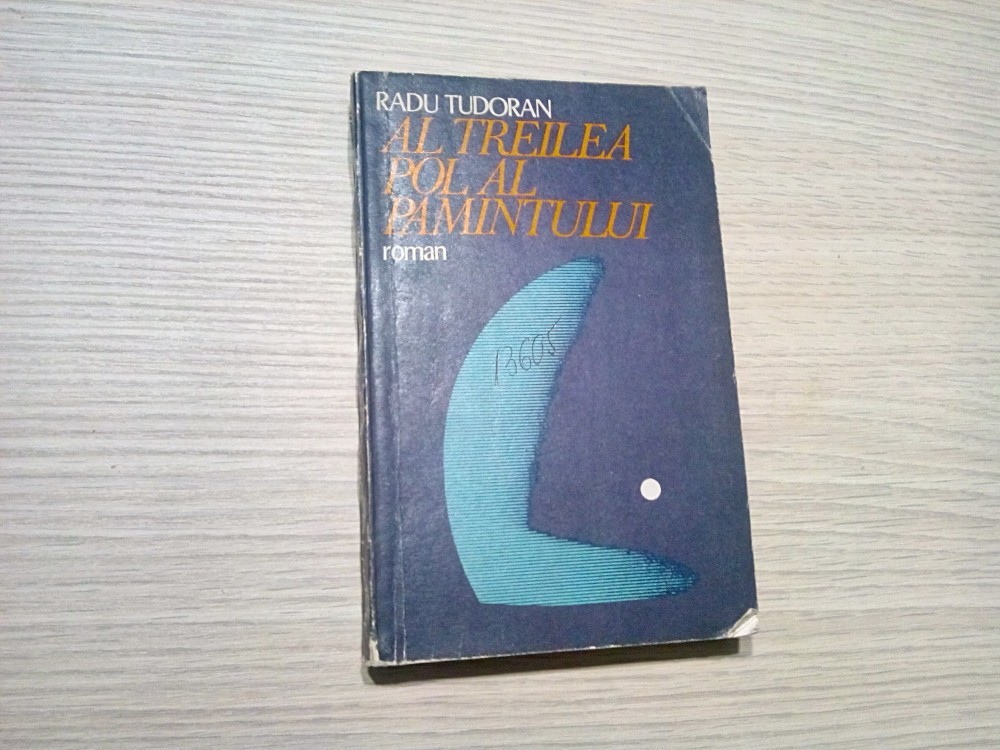 RADU TUDORAN
AL TREILEA
POL AL
PAMINTULUI
roman
13605